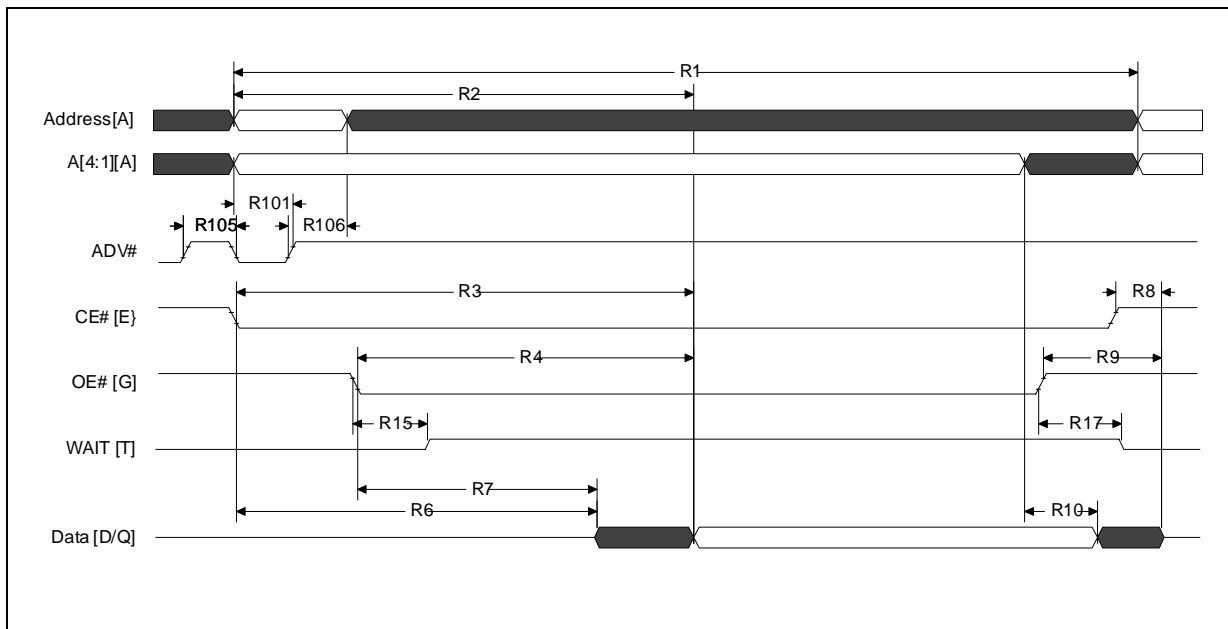 R1
R2
Address [A]
A[4:1][A]
R101
R105
R106
ADV#
R3
R8
CE# [E}
R4
R9
OE# [G]
R15
R17
WAIT [T]
R7
R6
R10
Data [D/Q]